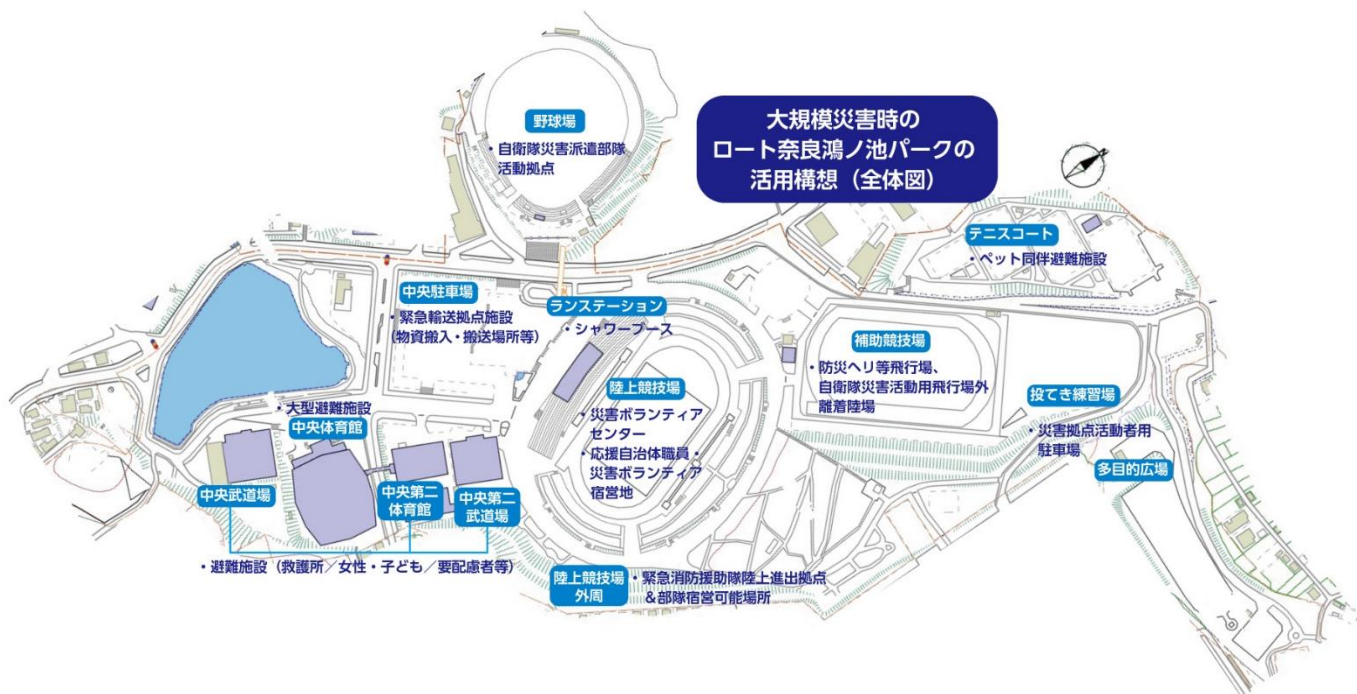 大規模災害時の
ロート奈良鴻ノ池パークの
活用構想（全体図）
野球場
・自衛隊災害派遣部隊
活動拠点
テニスコート
・ペット同伴避難施設
中央駐車場
・緊急輸送拠点施設
（物資搬入・搬送場所等）
ランステーション
・シャワーブース
補助競技場
・防災ヘリ等飛行場、
自衛隊災害活動用飛行場外
離着陸場
陸上競技場
・災害ボランティア
センター
・応援自治体職員・
災害ボランティア
宿営地
投てき練習場
・災害拠点活動者用
駐車場
多目的広場
・大型避難施設
中央体育館
中央武道場
中央第二
体育館
中央第二
武道場
・避難施設（救護所／女性・子ども／要配慮者等）
陸上競技場
外周
・緊急消防援助隊陸上進出拠点
＆部隊宿営可能場所